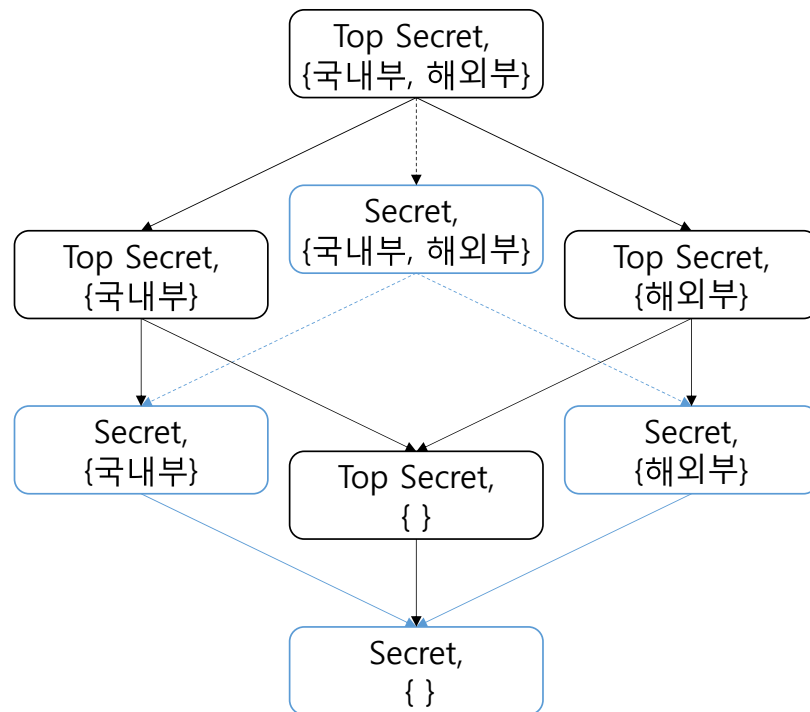 Top Secret,
{국내부, 해외부}
Secret,
{국내부, 해외부}
Top Secret,
{국내부}
Top Secret,
{해외부}
Secret,
{국내부}
Secret,
{해외부}
Top Secret,
{ }
Secret,
{ }